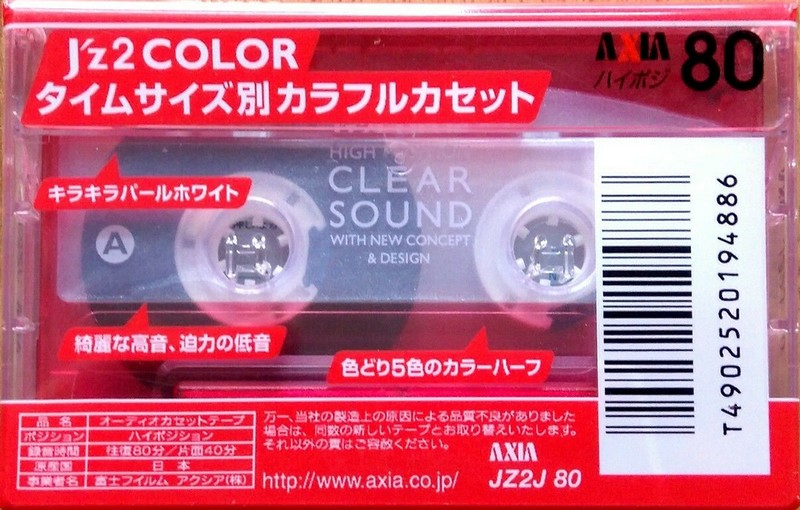 J'z2 COLOR
タイムサイズ別 カラフルカセット
AXIA
ハイポジ 80
キラキラパールホワイト
HIGH
CLEAR
SOUND
WITH NEW CONCEPT
& DESIGN
A
綺麗な高音、迫力の低音
色どり5色のカラーハーフ
T4902520194886
品名 オーディオカセットテープ
ポジション ハイポジション
録音時間 往復80分/片面40分
原産国 日本
事業者名 富士フイルム アクシア(株)
万一、当社の製造上の原因による品質不良がありました
場合は、同数の新しいテープとお取り替えいたします。
それ以外の責はご容赦ください。
http://www.axia.co.jp/
AXIA
JZ2J 80